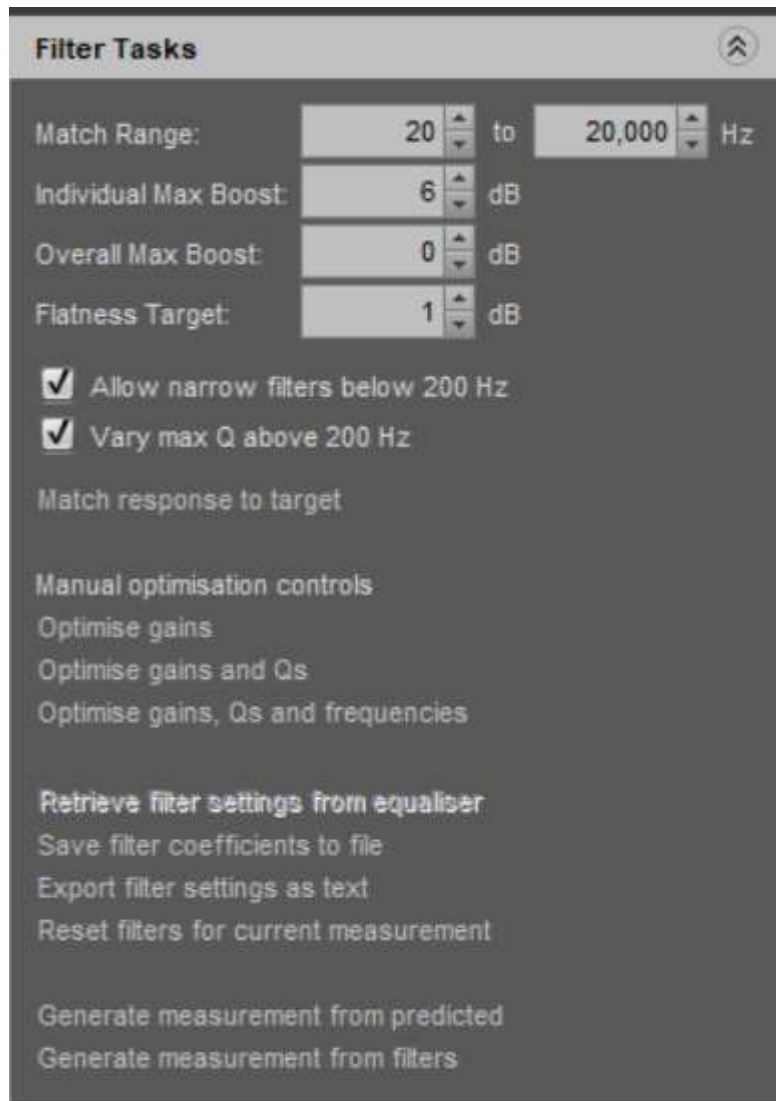 Filter Tasks
Match Range: 20 to 20,000 Hz
Individual Max Boost: 6 dB
Overall Max Boost: 0 dB
Flatness Target: 1 dB
Allow narrow filters below 200 Hz
Vary max Q above 200 Hz
Match response to target
Manual optimisation controls
Optimise gains
Optimise gains and Qs
Optimise gains, Qs and frequencies
Retrieve filter settings from equaliser
Save filter coefficients to file
Export filter settings as text
Reset filters for current measurement
Generate measurement from predicted
Generate measurement from filters